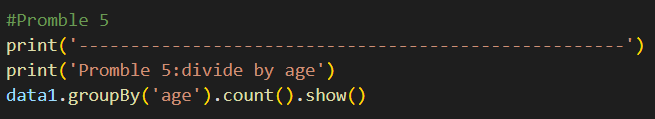 #Promble 5
print('-----------------------------------------------------')
print('Promble 5:divide by age')
data1.groupBy('age').count().show()